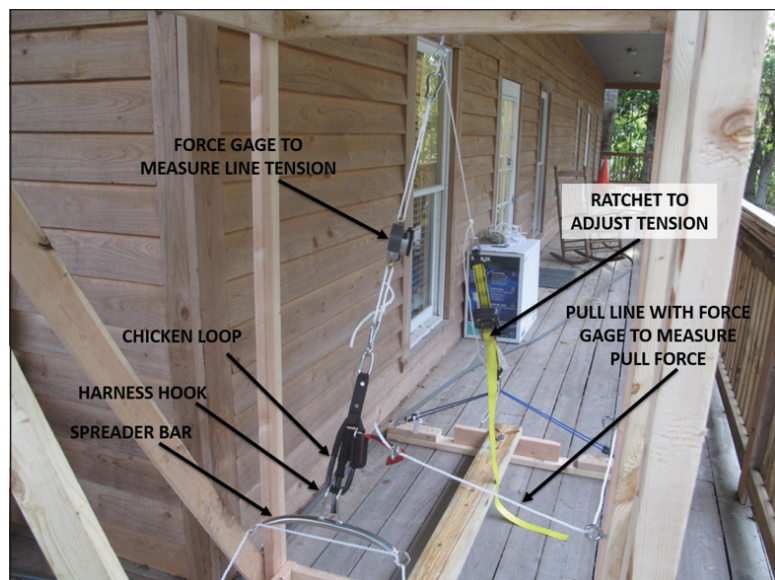 FORCE GAGE TO
MEASURE LINE TENSION
RATCHET TO
ADJUST TENSION
PULL LINE WITH FORCE
GAGE TO MEASURE
PULL FORCE
CHICKEN LOOP
HARNESS HOOK
SPREADER BAR